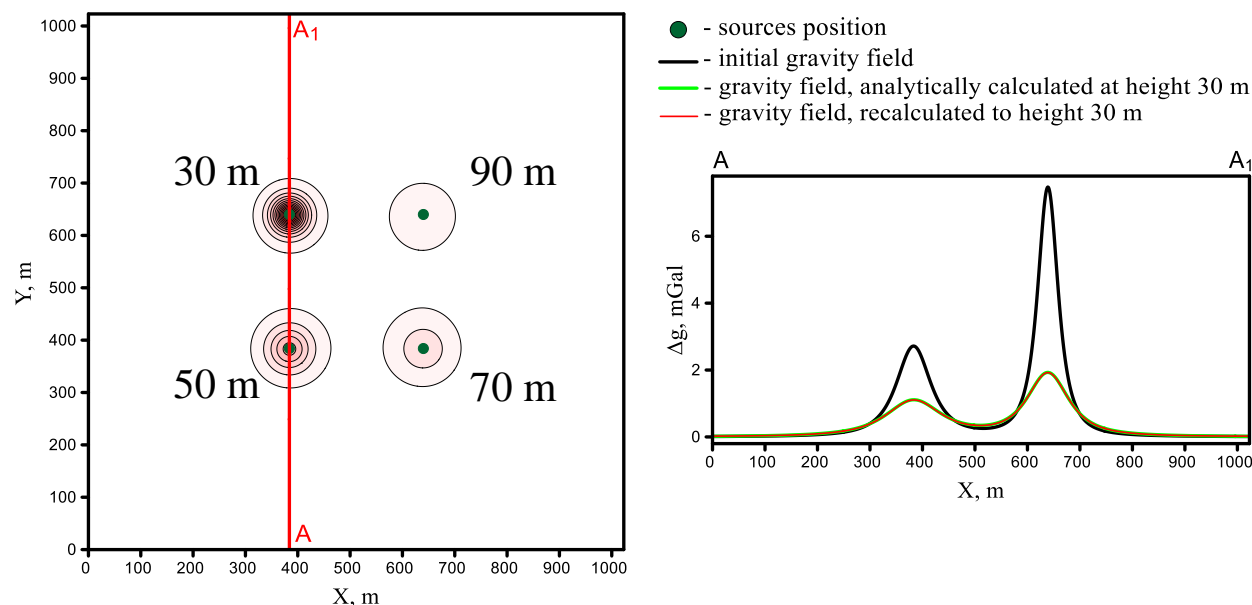 1000
900
800
700
600
500
400
300
200
100
0
Y, m
0 100 200 300 400 500 600 700 800 900 1000
X, m
A1
A
30 m
90 m
50 m
70 m
- sources position
- initial gravity field
- gravity field, analytically calculated at height 30 m
- gravity field, recalculated to height 30 m
A A1
6
4
2
0
Δg, mGal
0 100 200 300 400 500 600 700 800 900 1000
X, m